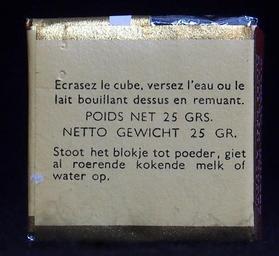 Ecrasez le cube, versez l'eau ou le
lait bouillant dessus en remuant.
POIDS NET 25 GRS.
NETTO GEWICHT 25 GR.
Stoot het blokje tot poeder, giet
al roerende kokende melk of
water op.